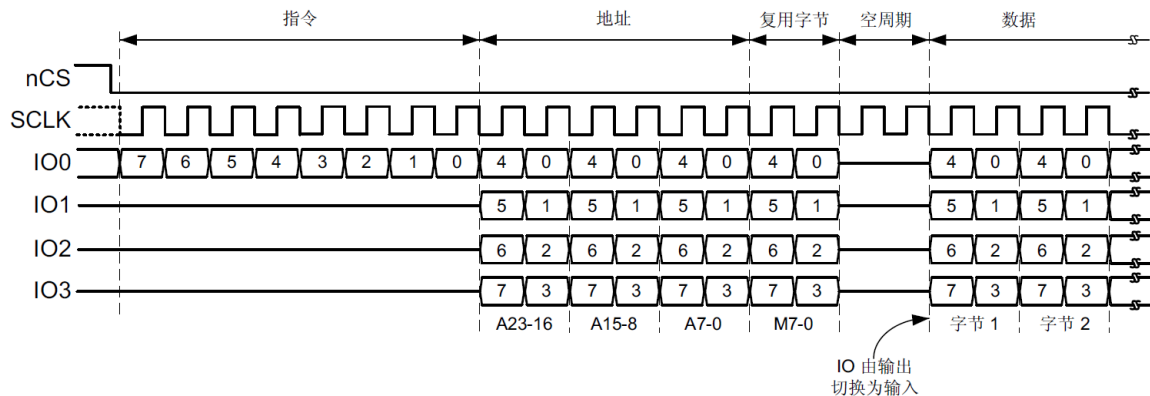 指令 地址 复用字节 空周期 数据
nCS
SCLK
IO0 7 6 5 4 3 2 1 0 4 0 4 0 4 0 4 0 4 0 4 0
IO1 5 1 5 1 5 1 5 1 5 1 5 1
IO2 6 2 6 2 6 2 6 2 6 2 6 2
IO3 7 3 7 3 7 3 7 3 7 3 7 3
A23-16 A15-8 A7-0 M7-0 字节 1 字节 2
IO 由输出
切换为输入